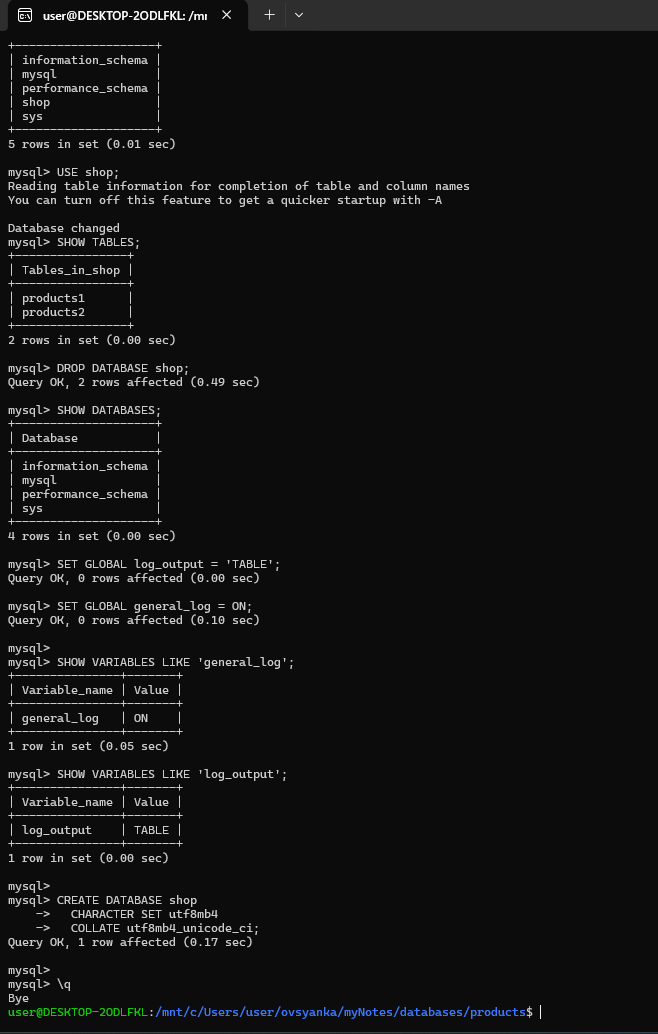 user@DESKTOP-2ODLFKL: /mn
+--------------------+
| information_schema |
| mysql              |
| performance_schema |
| shop               |
| sys                |
+--------------------+
5 rows in set (0.01 sec)

mysql> USE shop;
Reading table information for completion of table and column names
You can turn off this feature to get a quicker startup with -A

Database changed
mysql> SHOW TABLES;
+----------------+
| Tables_in_shop |
+----------------+
| products1      |
| products2      |
+----------------+
2 rows in set (0.00 sec)

mysql> DROP DATABASE shop;
Query OK, 2 rows affected (0.49 sec)

mysql> SHOW DATABASES;
+--------------------+
| Database           |
+--------------------+
| information_schema |
| mysql              |
| performance_schema |
| sys                |
+--------------------+
4 rows in set (0.00 sec)

mysql> SET GLOBAL log_output = 'TABLE';
Query OK, 0 rows affected (0.00 sec)

mysql> SET GLOBAL general_log = ON;
Query OK, 0 rows affected (0.10 sec)

mysql>
mysql> SHOW VARIABLES LIKE 'general_log';
+---------------+-------+
| Variable_name | Value |
+---------------+-------+
| general_log   | ON    |
+---------------+-------+
1 row in set (0.05 sec)

mysql> SHOW VARIABLES LIKE 'log_output';
+---------------+-------+
| Variable_name | Value |
+---------------+-------+
| log_output    | TABLE |
+---------------+-------+
1 row in set (0.00 sec)

mysql>
mysql> CREATE DATABASE shop
    ->   CHARACTER SET utf8mb4
    ->   COLLATE utf8mb4_unicode_ci;
Query OK, 1 row affected (0.17 sec)

mysql>
mysql> \q
Bye
user@DESKTOP-2ODLFKL:/mnt/c/Users/user/ovsyanka/myNotes/databases/products$